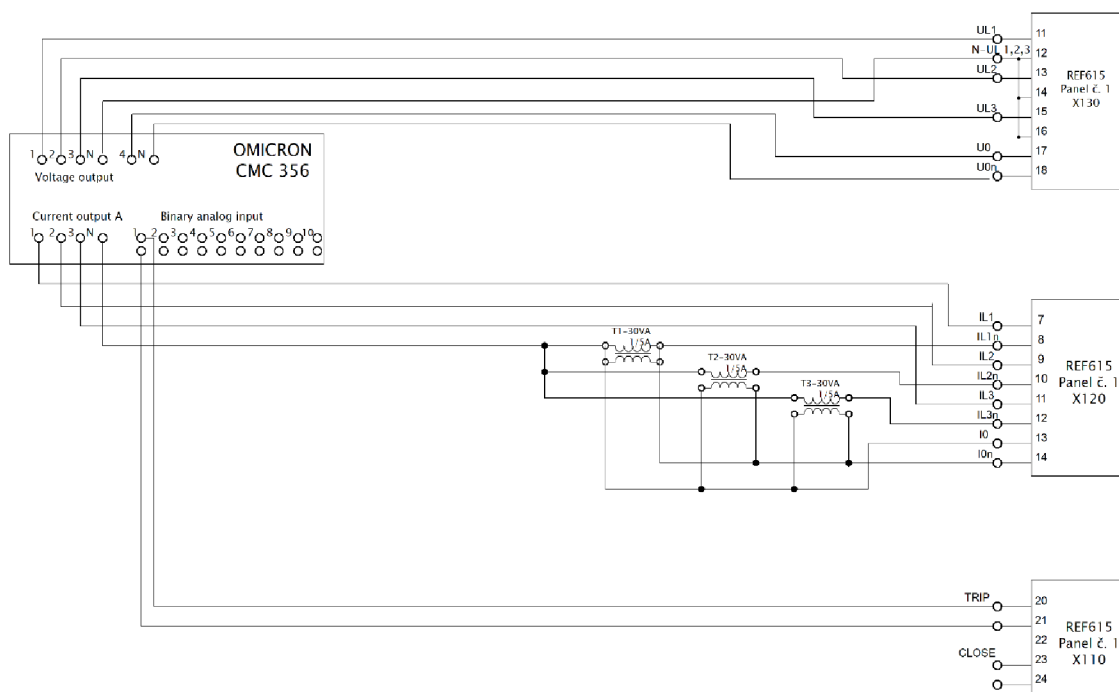 UL1
11
N-UL 1,2,3
12
UL2
13
14
UL3
15
16
U0
17
U0n
18
REF615
Panel č. 1
X130
1 2 3 N 4 N
OMICRON
CMC 356
Voltage output
Current output A
Binary analog input
1 2 3 N
1 2 3 4 5 6 7 8 9 10
T1-30VA
1/5A
T2-30VA
1/5A
T3-30VA
1/5A
IL1
7
IL1n
8
IL2
9
IL2n
10
IL3
11
IL3n
12
I0
13
I0n
14
REF615
Panel č. 1
X120
TRIP
20
21
22
CLOSE
23
24
REF615
Panel č. 1
X110